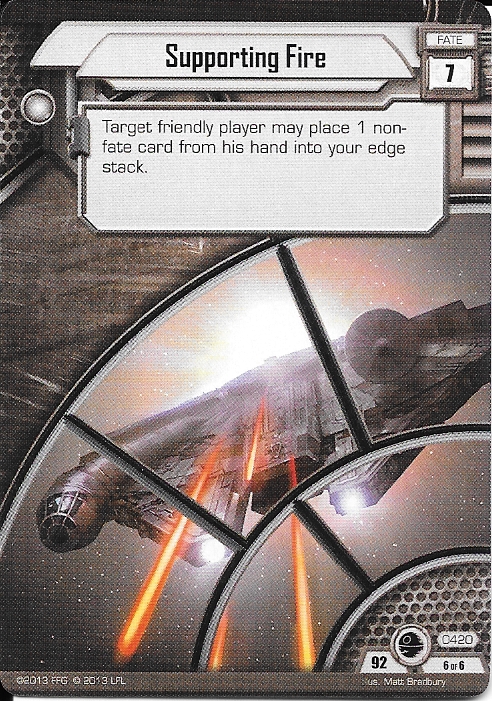 Supporting Fire
FATE
7
Target friendly player may place 1 non-
fate card from his hand into your edge
stack.
0420
92
6 OF 6
©2013 FFG © 2013 LFL
Illus. Matt Bradbury